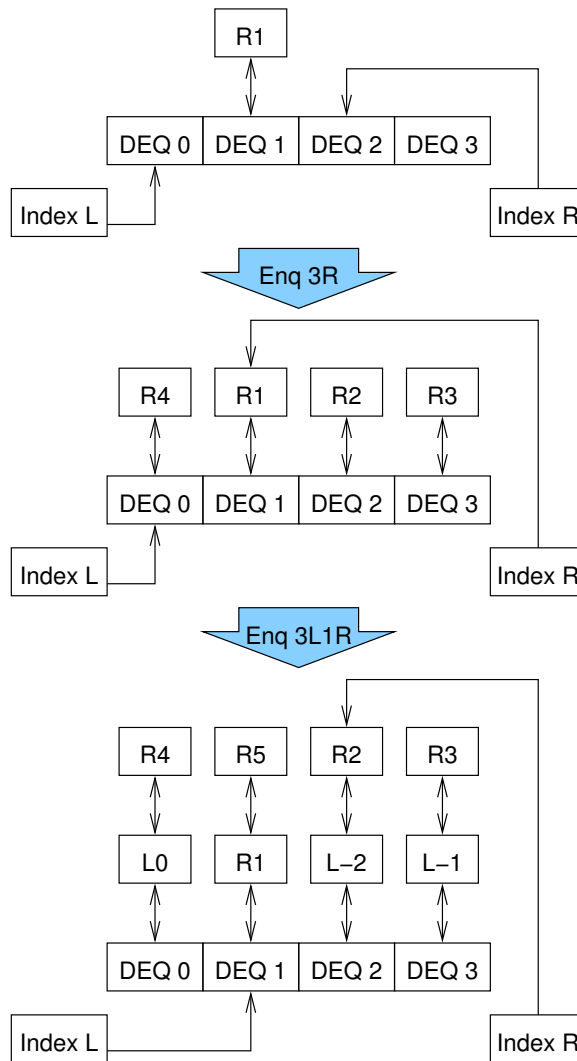 R1
DEQ 0 DEQ 1 DEQ 2 DEQ 3
Index L Index R
Enq 3R
R4 R1 R2 R3
DEQ 0 DEQ 1 DEQ 2 DEQ 3
Index L Index R
Enq 3L1R
R4 R5 R2 R3
L0 R1 L−2 L−1
DEQ 0 DEQ 1 DEQ 2 DEQ 3
Index L Index R